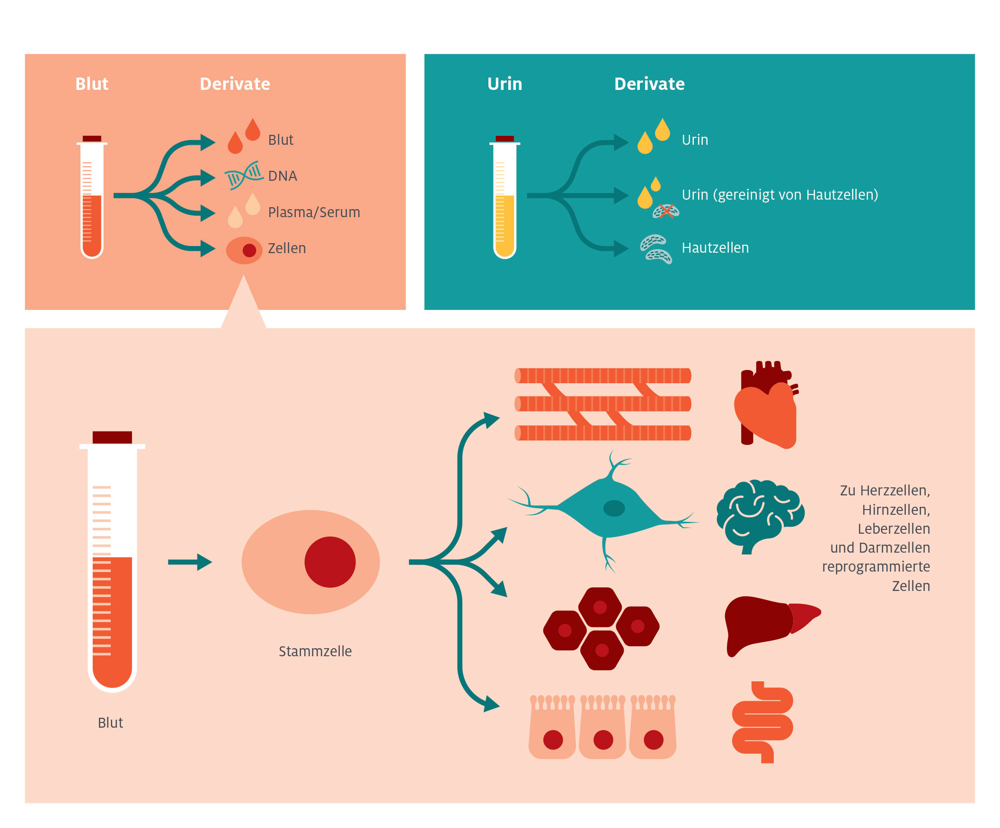 Blut
Derivate
Blut
DNA
Plasma/Serum
Zellen
Urin
Derivate
Urin
Urin (gereinigt von Hautzellen)
Hautzellen
Blut
Stammzelle
Zu Herzzellen,
Hirnzellen,
Leberzellen
und Darmzellen
reprogrammierte
Zellen